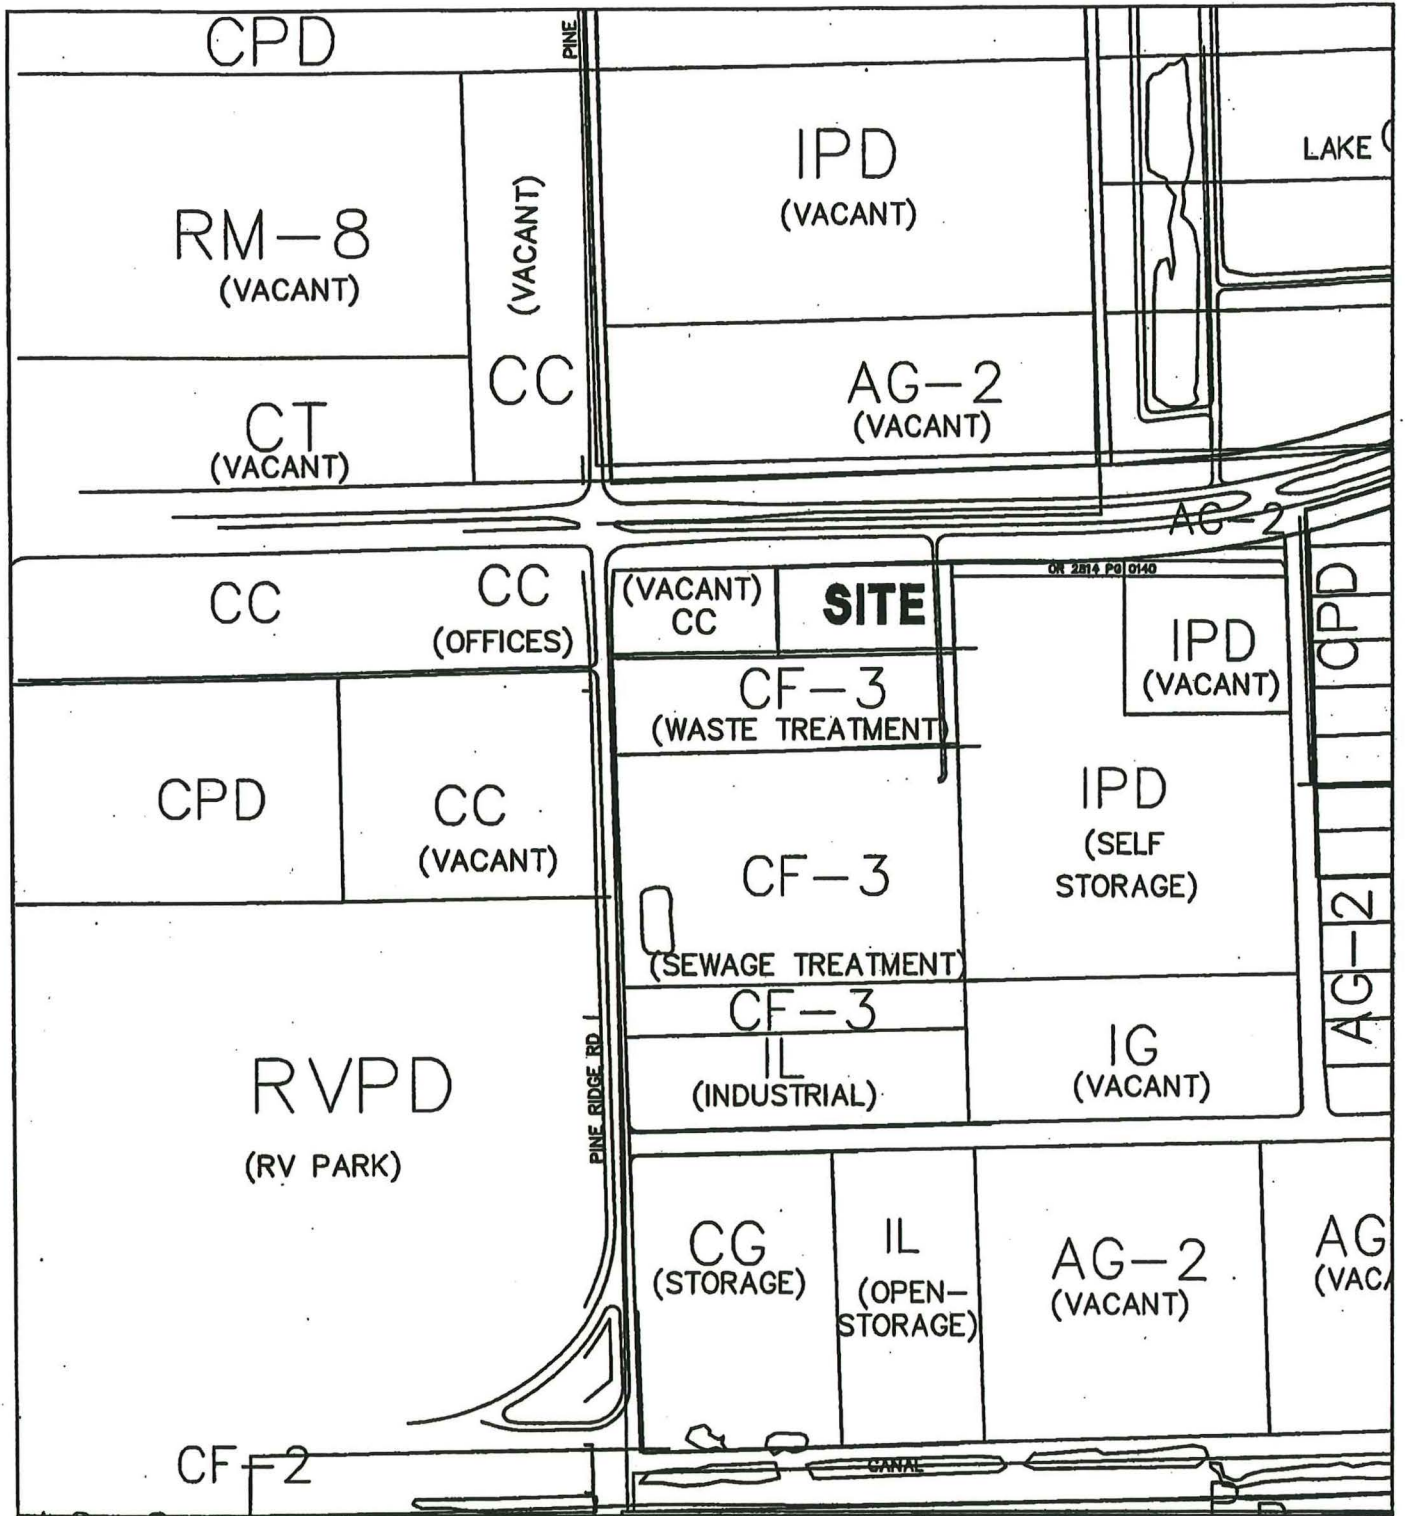 CPD
PINE
IPD
(VACANT)
LAKE
RM-8
(VACANT)
(VACANT)
CC
AG-2
(VACANT)
CT
(VACANT)
AG-2
CC
CC
(OFFICES)
(VACANT)
CC
SITE
OR 2814 PG 0140
IPD
(VACANT)
CPD
CF-3
(WASTE TREATMENT)
CPD
CC
(VACANT)
IPD
(SELF
STORAGE)
CF-3
(SEWAGE TREATMENT)
AG-2
CF-3
IL
(INDUSTRIAL)
IG
(VACANT)
RVPD
(RV PARK)
PINE RIDGE RD
CG
(STORAGE)
IL
(OPEN-
STORAGE)
AG-2
(VACANT)
AG
(VACA
CF-2
CANAL